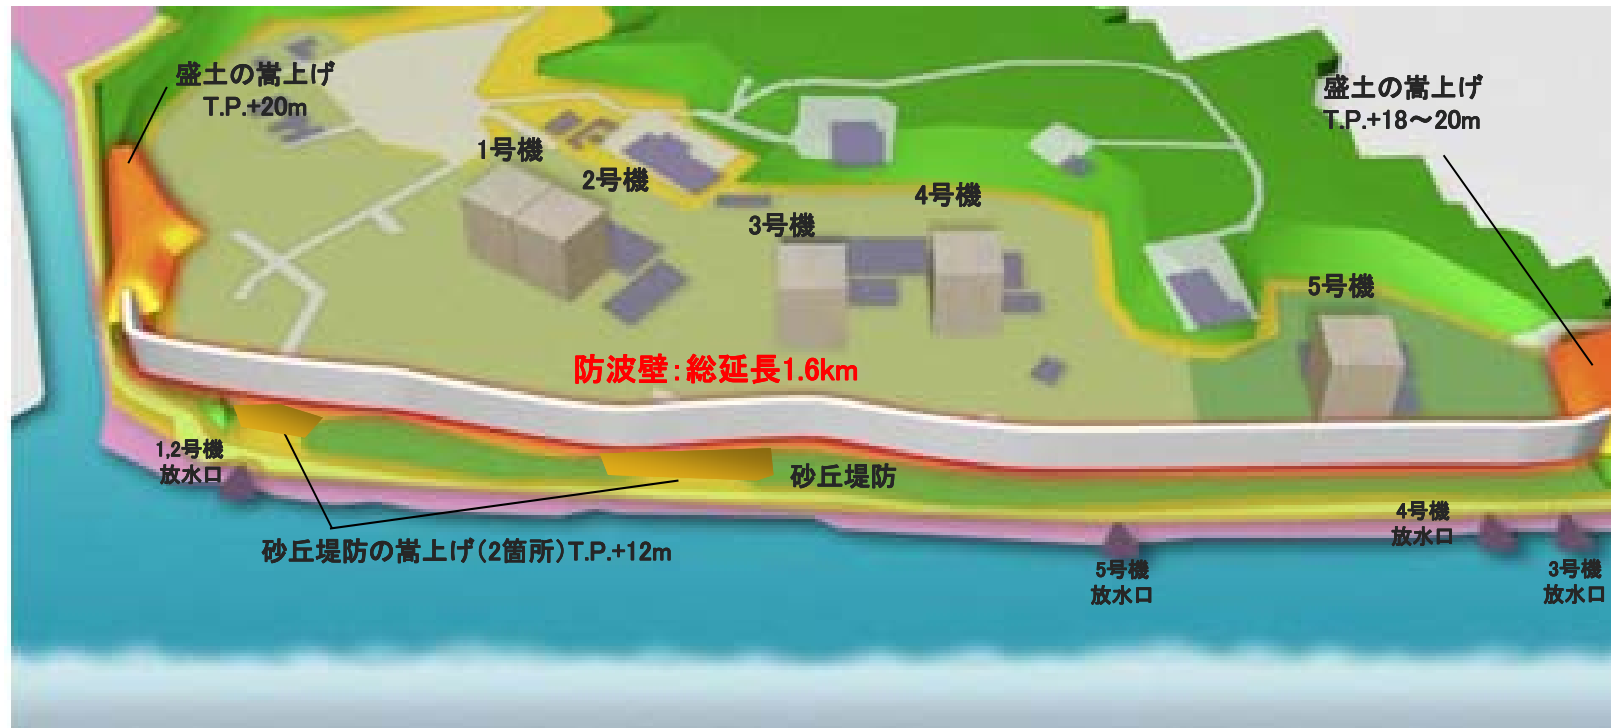 盛土の嵩上げ
T.P.+20m
盛土の嵩上げ
T.P.+18～20m
1号機
2号機
3号機
4号機
5号機
防波壁：総延長1.6km
1,2号機
放水口
砂丘堤防
砂丘堤防の嵩上げ（2箇所）T.P.+12m
4号機
放水口
5号機
放水口
3号機
放水口